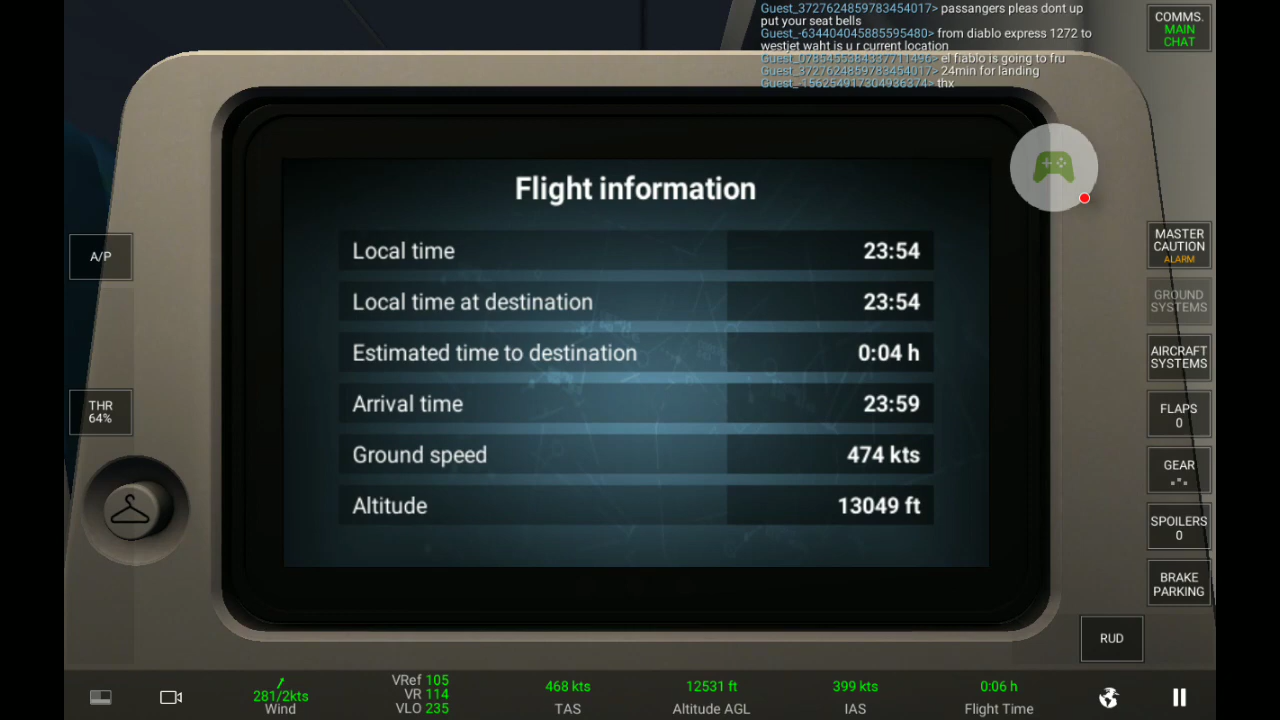 Guest_3727624859783454017> passangers pleas dont up
put your seat bells
Guest_-634404045885595480> from diablo express 1272 to
westjet waht is u r current location
Guest_0785455384337711496> el fiablo is going to fru
Guest_3727624859783454017> 24min for landing
Guest_-156254917304936374> thx
COMMS.
MAIN
CHAT
Flight information
Local time 23:54
Local time at destination 23:54
Estimated time to destination 0:04 h
Arrival time 23:59
Ground speed 474 kts
Altitude 13049 ft
A/P
THR
64%
MASTER
CAUTION
ALARM
GROUND
SYSTEMS
AIRCRAFT
SYSTEMS
FLAPS
0
GEAR
SPOILERS
0
BRAKE
PARKING
RUD
281/2kts
Wind
VRef 105
VR 114
VLO 235
468 kts
TAS
12531 ft
Altitude AGL
399 kts
IAS
0:06 h
Flight Time